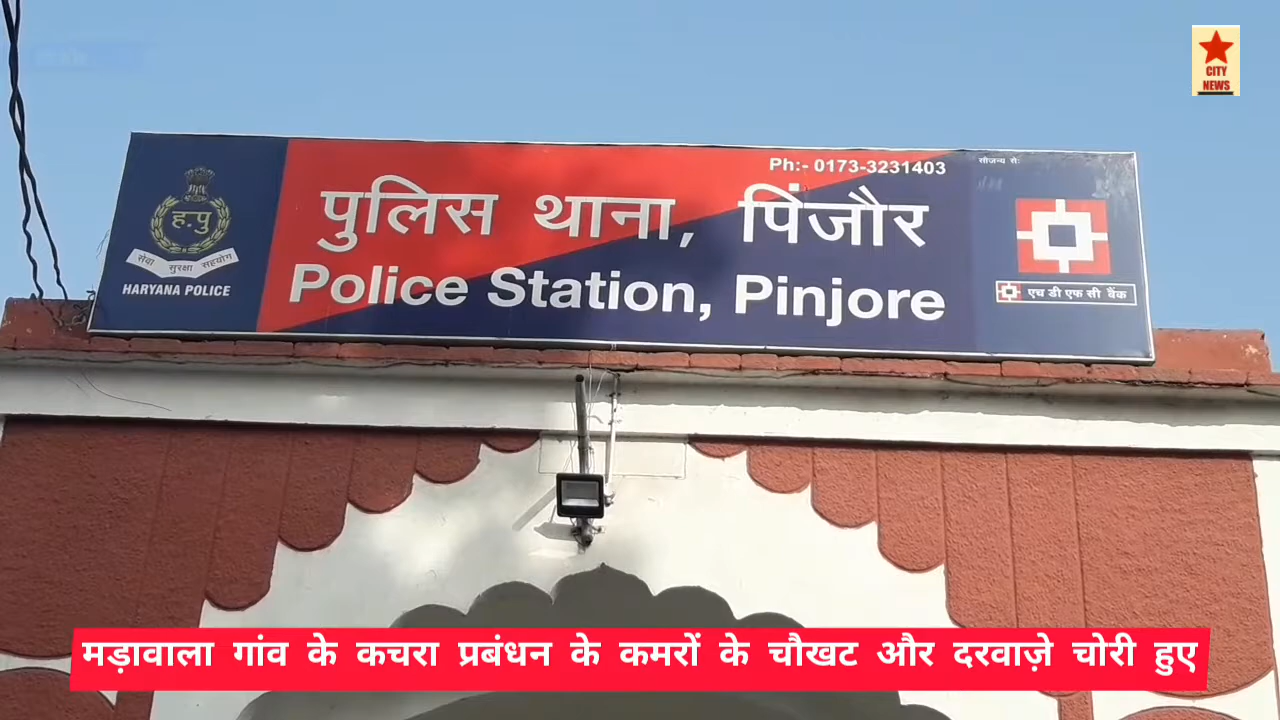 CITY
NEWS
Ph:- 0173-3231403
सौजन्य से:
पुलिस थाना, पिंजौर
Police Station, Pinjore
ह.पु
सेवा सुरक्षा सहयोग
HARYANA POLICE
एच डी एफ सी बैंक
मड़ावाला गांव के कचरा प्रबंधन के कमरों के चौखट और दरवाज़े चोरी हुए